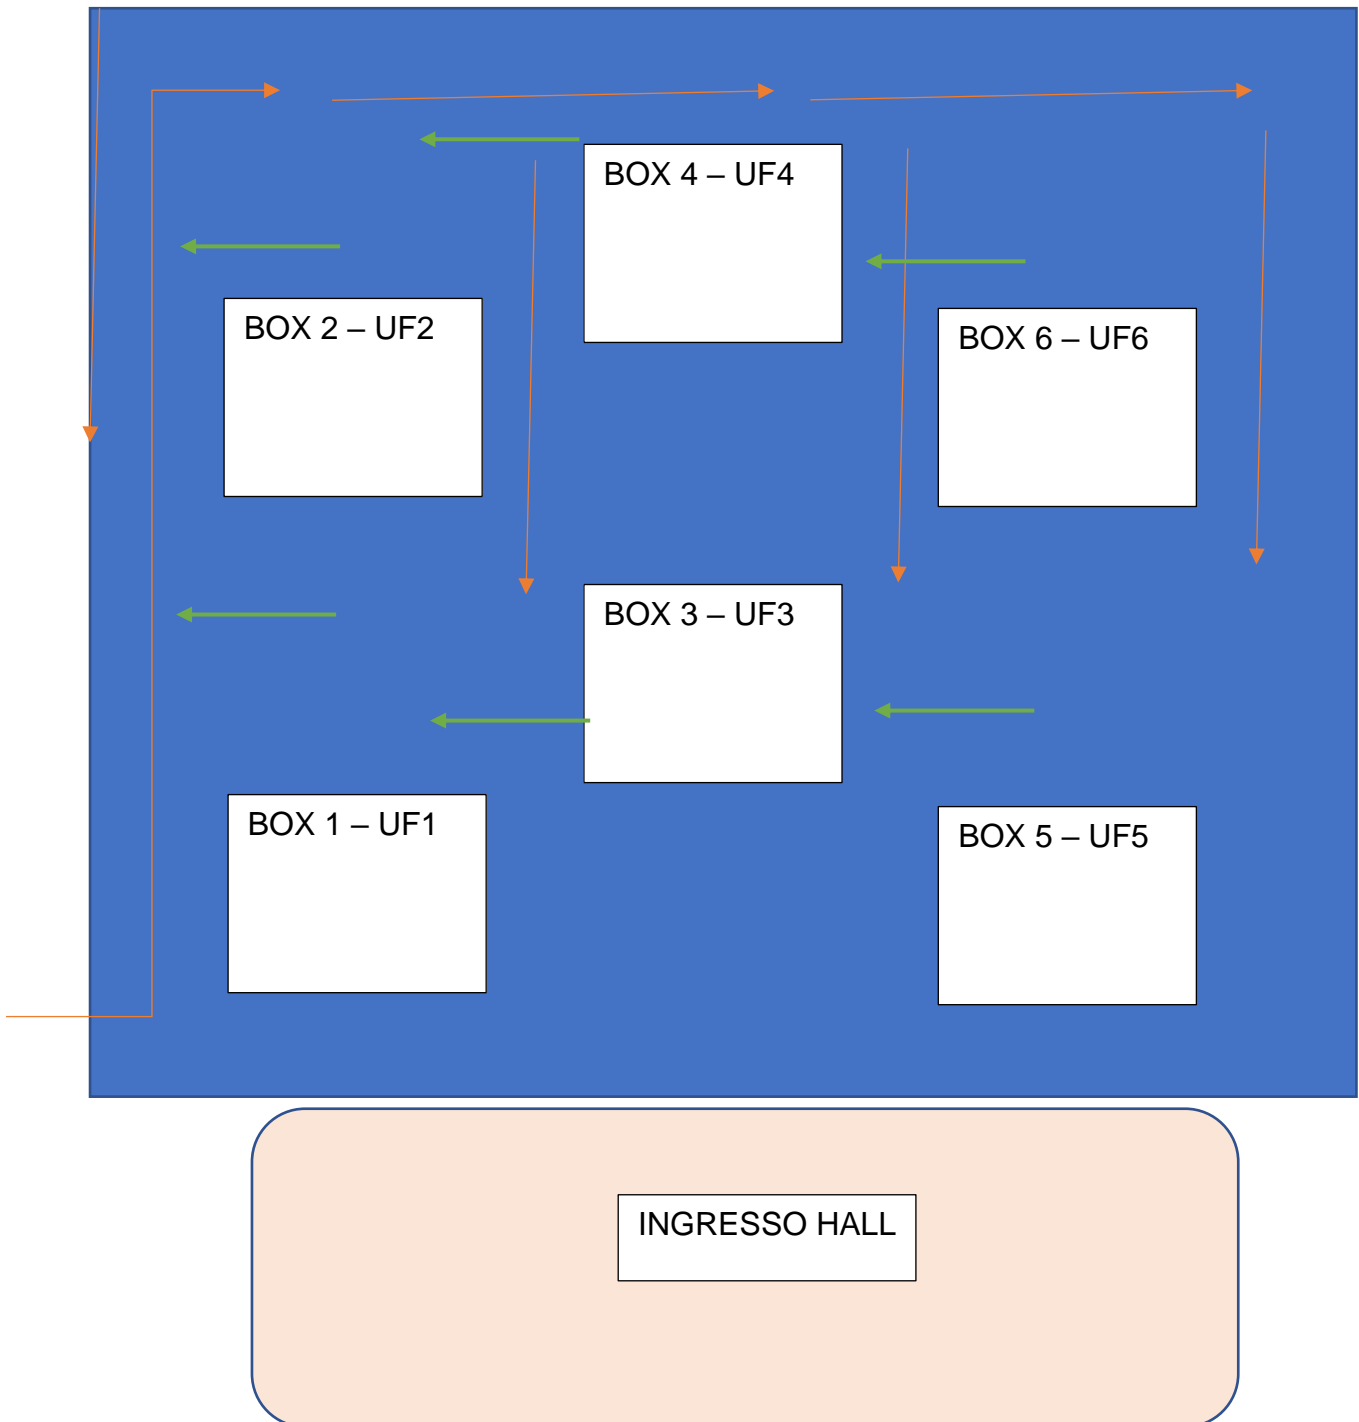 BOX 4 – UF4
BOX 2 – UF2
BOX 6 – UF6
BOX 3 – UF3
BOX 1 – UF1
BOX 5 – UF5
INGRESSO HALL